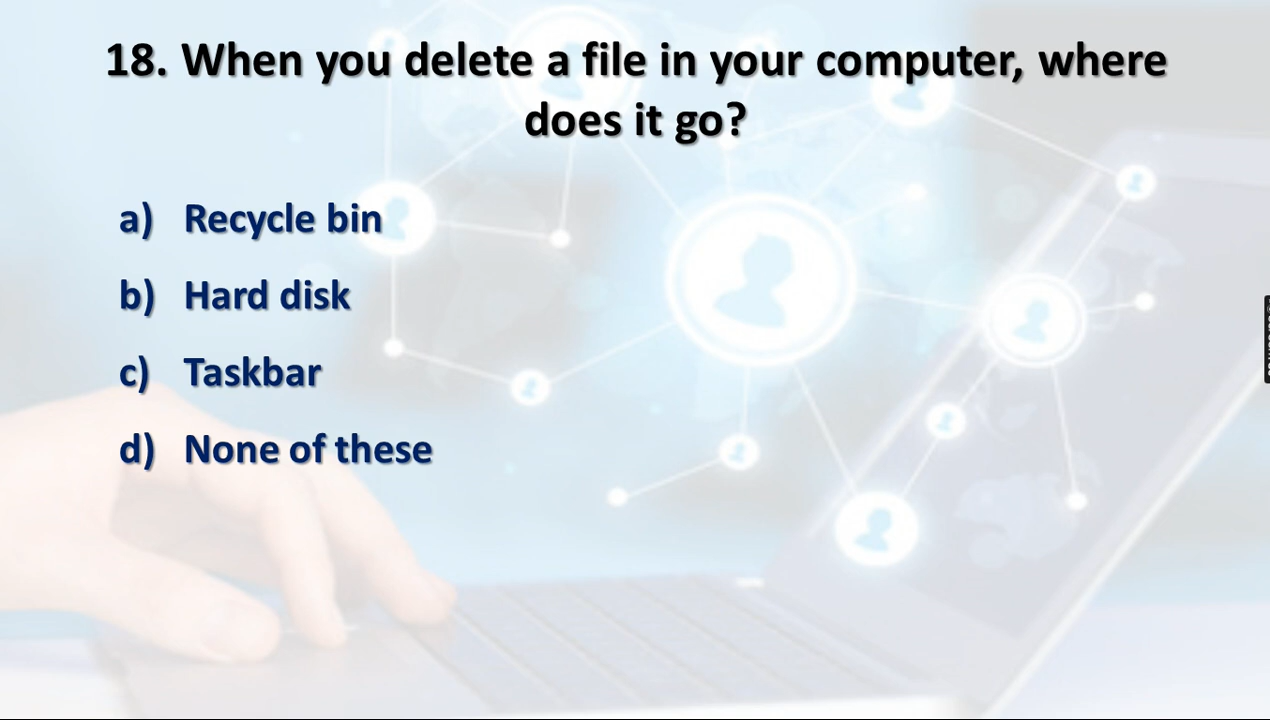 18. When you delete a file in your computer, where
does it go?
a) Recycle bin
b) Hard disk
c) Taskbar
d) None of these